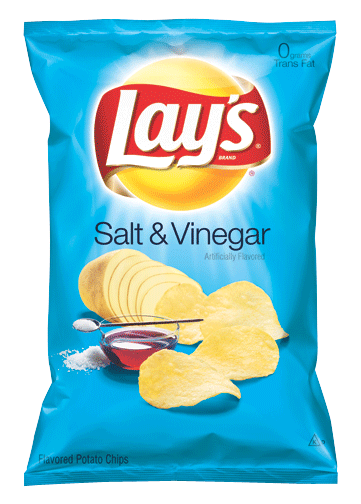 0 grams
Trans Fat
Lay's
BRAND
Salt & Vinegar
Artificially Flavored
Flavored Potato Chips